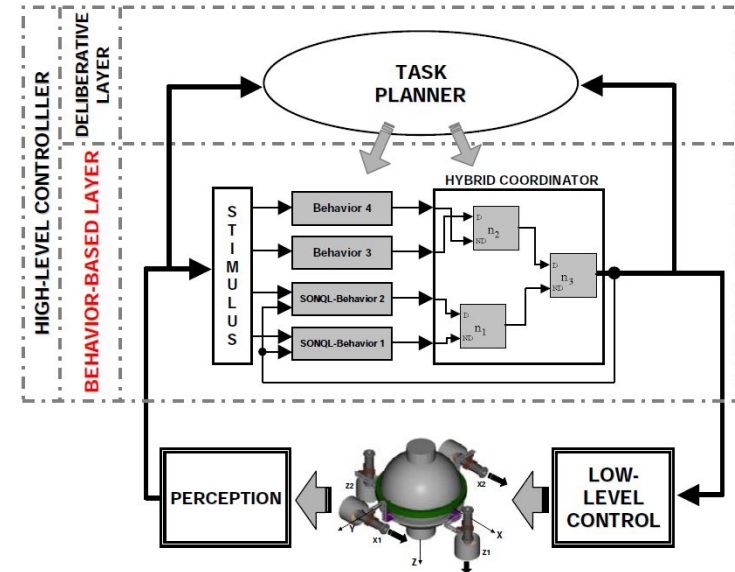 HIGH-LEVEL CONTROLLLER
DELIBERATIVE
LAYER
BEHAVIOR-BASED LAYER
TASK
PLANNER
HYBRID COORDINATOR
S
T
I
M
U
L
U
S
Behavior 4
Behavior 3
SONQL-Behavior 2
SONQL-Behavior 1
D
n2
ND
D
n3
ND
D
n1
ND
PERCEPTION
Z2
X2
Y
X1
X
Z1
Z
LOW-
LEVEL
CONTROL